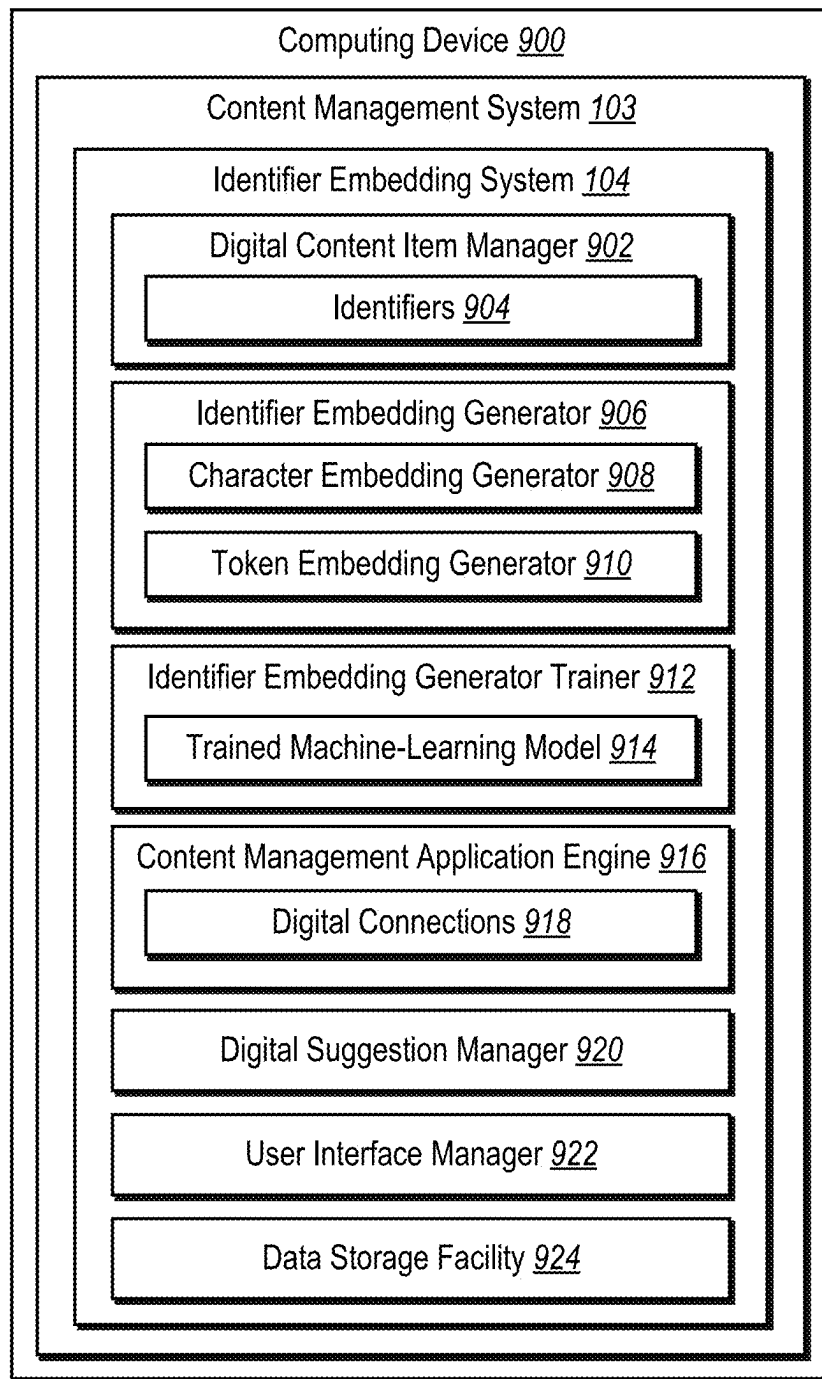 Computing Device 900
Content Management System 103
Identifier Embedding System 104
Digital Content Item Manager 902
Identifiers 904
Identifier Embedding Generator 906
Character Embedding Generator 908
Token Embedding Generator 910
Identifier Embedding Generator Trainer 912
Trained Machine-Learning Model 914
Content Management Application Engine 916
Digital Connections 918
Digital Suggestion Manager 920
User Interface Manager 922
Data Storage Facility 924